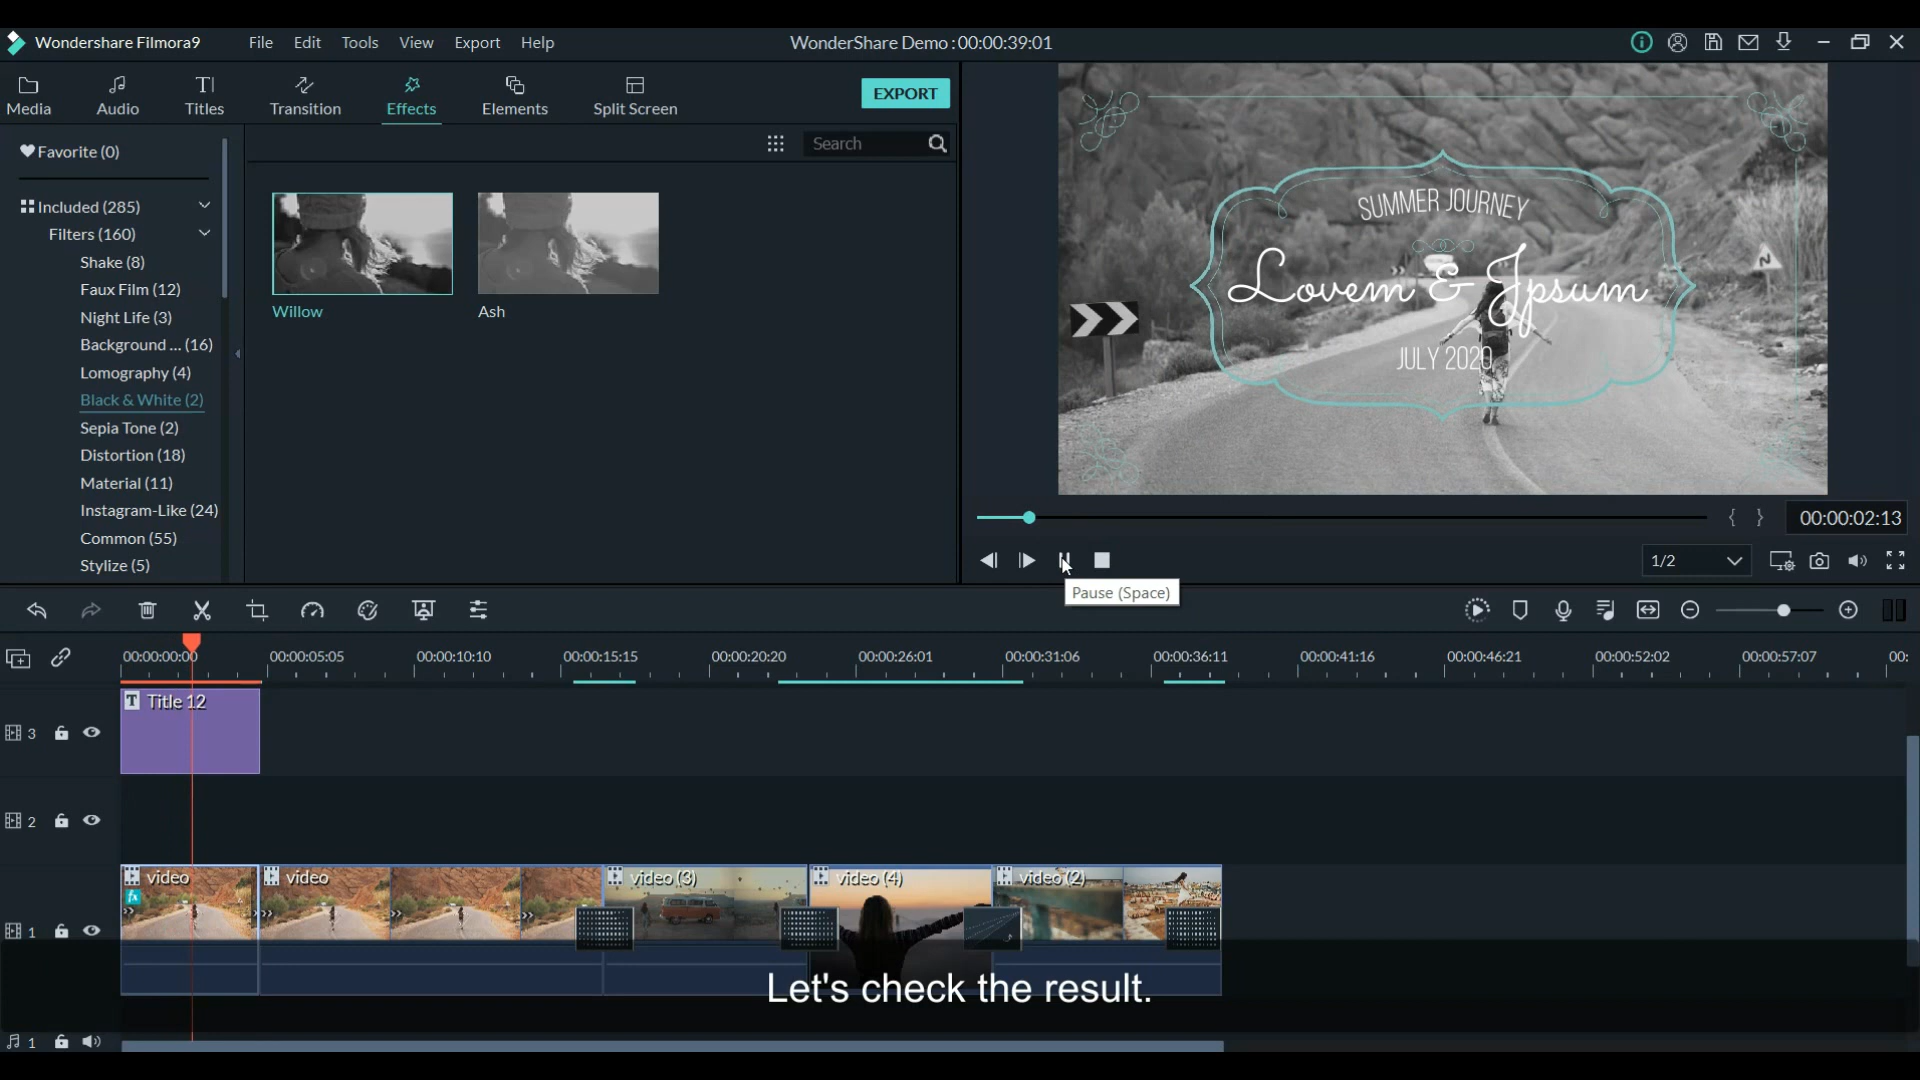 Wondershare Filmora9 File Edit Tools View Export Help WonderShare Demo : 00:00:39:01
Media Audio Titles Transition Effects Elements Split Screen EXPORT
Favorite (0)
Search
Included (285)
Filters (160)
Shake (8)
Faux Film (12)
Night Life (3)
Background ... (16)
Lomography (4)
Black & White (2)
Sepia Tone (2)
Distortion (18)
Material (11)
Instagram-Like (24)
Common (55)
Stylize (5)
Willow Ash
SUMMER JOURNEY
Lovem & Ipsum
JULY 2020
N
{ } 00:00:02:13
1/2
Pause (Space)
00:00:00:00 00:00:05:05 00:00:10:10 00:00:15:15 00:00:20:20 00:00:26:01 00:00:31:06 00:00:36:11 00:00:41:16 00:00:46:21 00:00:52:02 00:00:57:07 00:
T Title 12
3
2
video video video (3) video (4) video (2)
fx
1
Let's check the result.
1